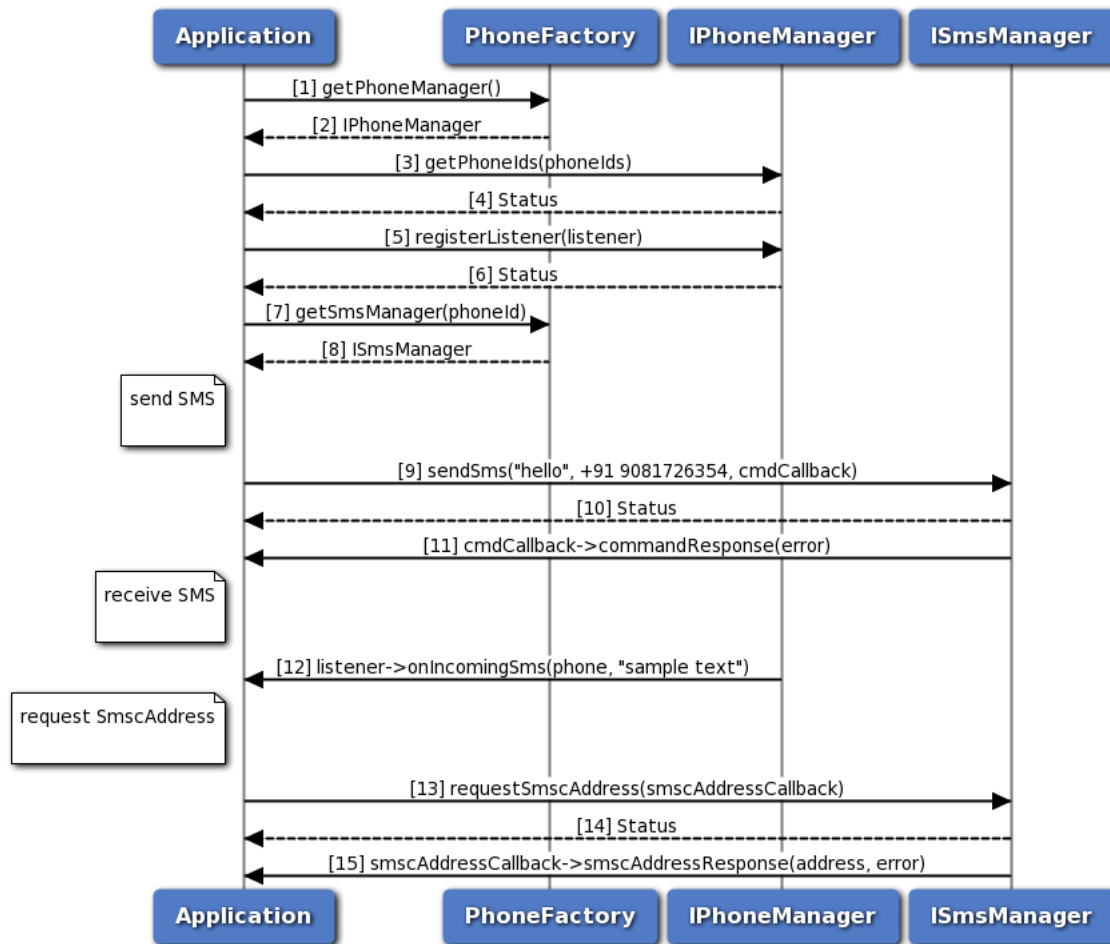 Application PhoneFactory IPhoneManager ISmsManager
[1] getPhoneManager()
[2] IPhoneManager
[3] getPhoneIds(phoneIds)
[4] Status
[5] registerListener(listener)
[6] Status
[7] getSmsManager(phoneId)
[8] ISmsManager
send SMS
[9] sendSms("hello", +91 9081726354, cmdCallback)
[10] Status
[11] cmdCallback->commandResponse(error)
receive SMS
[12] listener->onIncomingSms(phone, "sample text")
request SmscAddress
[13] requestSmscAddress(smscAddressCallback)
[14] Status
[15] smscAddressCallback->smscAddressResponse(address, error)
Application PhoneFactory IPhoneManager ISmsManager